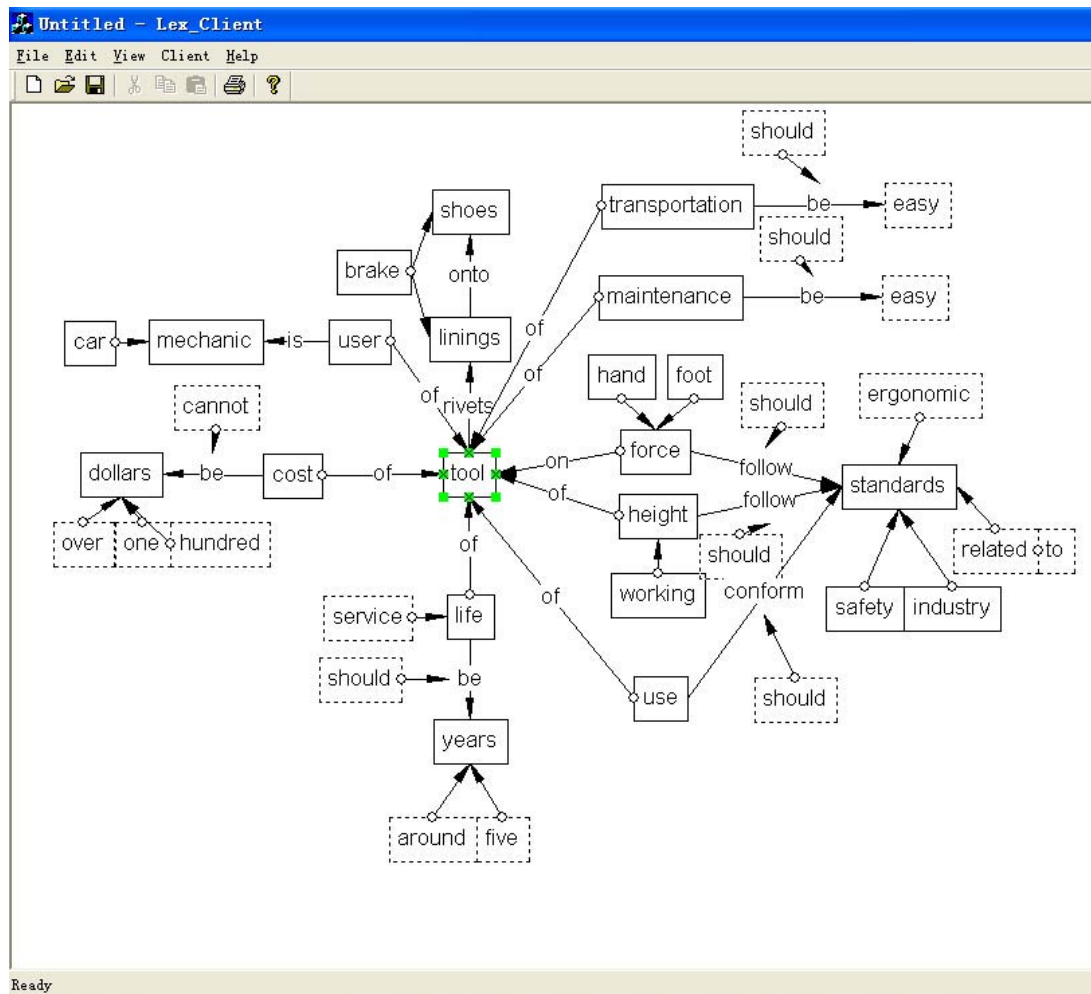 Untitled - Lex_Client
File Edit View Client Help
should
shoes
transportation
be
easy
should
brake
onto
maintenance
be
easy
car
mechanic
is
user
linings
of
of
hand
foot
ergonomic
cannot
of
rivets
should
dollars
be
cost
of
tool
on
force
follow
standards
of
height
follow
over one hundred
of
should
related to
service
life
of
working
conform
safety industry
should
be
use
should
years
around five
Ready